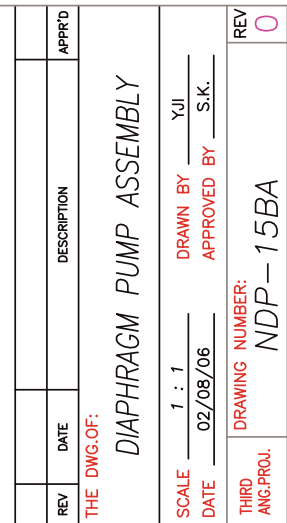 REV DATE DESCRIPTION APPR'D
THE DWG.OF:
DIAPHRAGM PUMP ASSEMBLY
SCALE 1 : 1 DRAWN BY YJI
DATE 02/08/06 APPROVED BY S.K.
THIRD ANG.PROJ.
DRAWING NUMBER:
NDP-15BA
REV
0